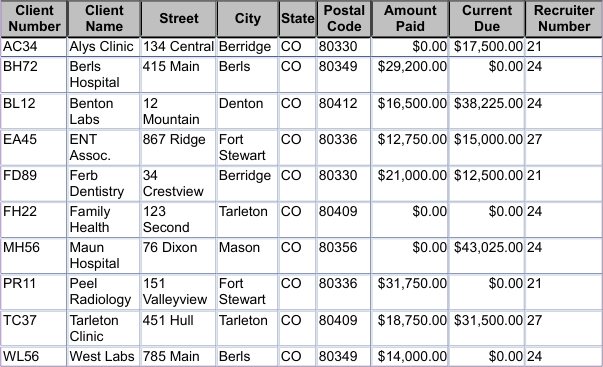 Client Number Client Name Street City State Postal Code Amount Paid Current Due Recruiter Number
AC34 Alys Clinic 134 Central Berridge CO 80330 $0.00 $17,500.00 21
BH72 Berls Hospital 415 Main Berls CO 80349 $29,200.00 $0.00 24
BL12 Benton Labs 12 Mountain Denton CO 80412 $16,500.00 $38,225.00 24
EA45 ENT Assoc. 867 Ridge Fort Stewart CO 80336 $12,750.00 $15,000.00 27
FD89 Ferb Dentistry 34 Crestview Berridge CO 80330 $21,000.00 $12,500.00 21
FH22 Family Health 123 Second Tarleton CO 80409 $0.00 $0.00 24
MH56 Maun Hospital 76 Dixon Mason CO 80356 $0.00 $43,025.00 24
PR11 Peel Radiology 151 Valleyview Fort Stewart CO 80336 $31,750.00 $0.00 21
TC37 Tarleton Clinic 451 Hull Tarleton CO 80409 $18,750.00 $31,500.00 27
WL56 West Labs 785 Main Berls CO 80349 $14,000.00 $0.00 24